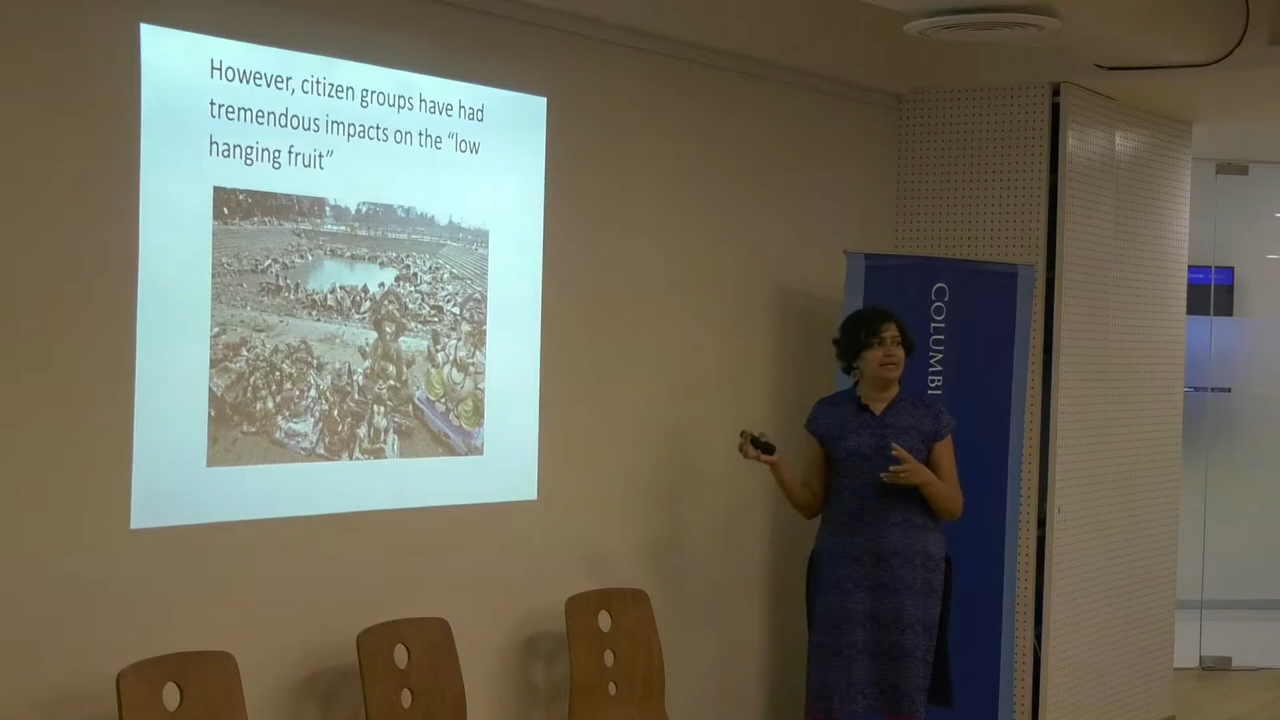 However, citizen groups have had
tremendous impacts on the “low
hanging fruit”
COLUMBI